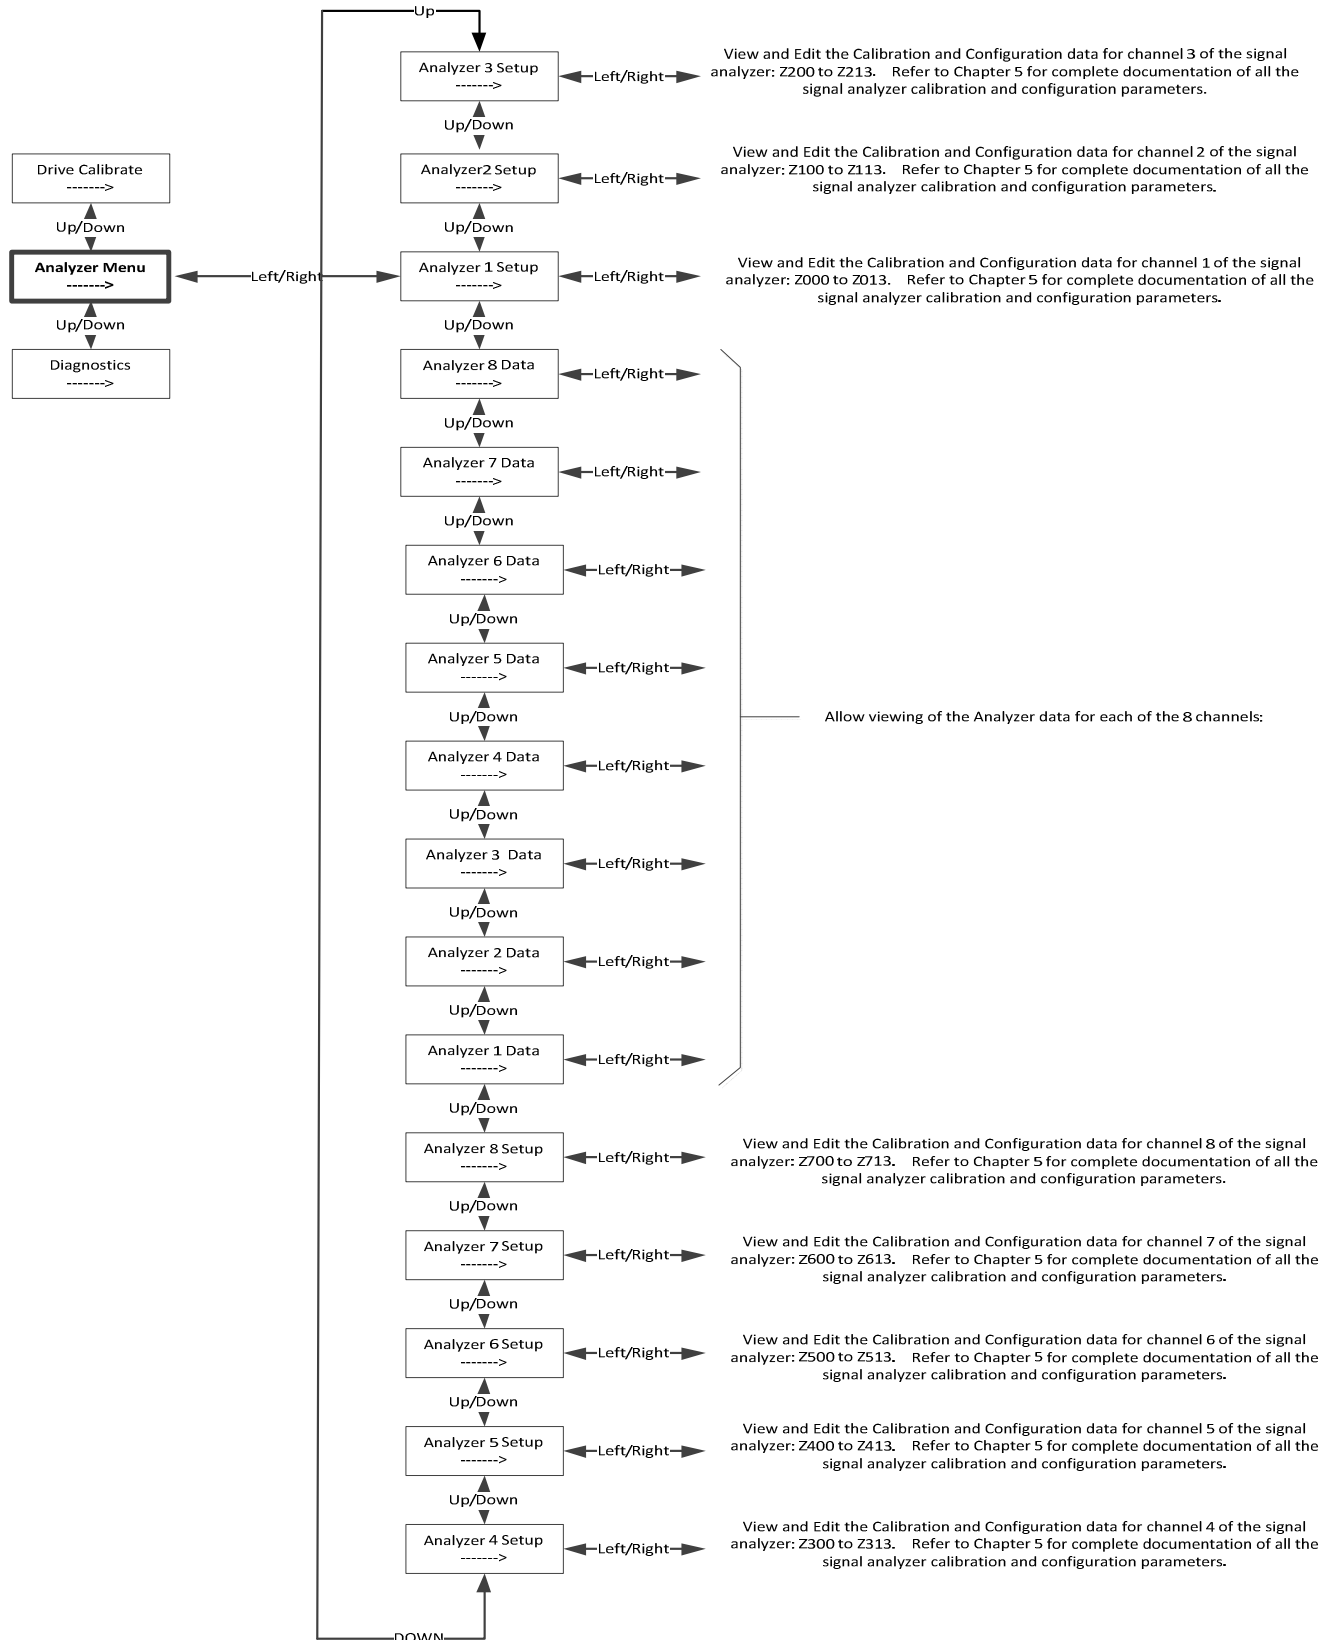 Up
Analyzer 3 Setup
------->
Left/Right
View and Edit the Calibration and Configuration data for channel 3 of the signal
analyzer: Z200 to Z213. Refer to Chapter 5 for complete documentation of all the
signal analyzer calibration and configuration parameters.
Up/Down
Drive Calibrate
------->
Analyzer2 Setup
------->
Left/Right
View and Edit the Calibration and Configuration data for channel 2 of the signal
analyzer: Z100 to Z113. Refer to Chapter 5 for complete documentation of all the
signal analyzer calibration and configuration parameters.
Up/Down
Up/Down
Analyzer Menu
------->
Left/Right
Analyzer 1 Setup
------->
Left/Right
View and Edit the Calibration and Configuration data for channel 1 of the signal
analyzer: Z000 to Z013. Refer to Chapter 5 for complete documentation of all the
signal analyzer calibration and configuration parameters.
Up/Down
Up/Down
Diagnostics
------->
Analyzer 8 Data
------->
Left/Right
Up/Down
Analyzer 7 Data
------->
Left/Right
Up/Down
Analyzer 6 Data
------->
Left/Right
Up/Down
Analyzer 5 Data
------->
Left/Right
Up/Down
Allow viewing of the Analyzer data for each of the 8 channels:
Analyzer 4 Data
------->
Left/Right
Up/Down
Analyzer 3 Data
------->
Left/Right
Up/Down
Analyzer 2 Data
------->
Left/Right
Up/Down
Analyzer 1 Data
------->
Left/Right
Up/Down
Analyzer 8 Setup
------->
Left/Right
View and Edit the Calibration and Configuration data for channel 8 of the signal
analyzer: Z700 to Z713. Refer to Chapter 5 for complete documentation of all the
signal analyzer calibration and configuration parameters.
Up/Down
Analyzer 7 Setup
------->
Left/Right
View and Edit the Calibration and Configuration data for channel 7 of the signal
analyzer: Z600 to Z613. Refer to Chapter 5 for complete documentation of all the
signal analyzer calibration and configuration parameters.
Up/Down
Analyzer 6 Setup
------->
Left/Right
View and Edit the Calibration and Configuration data for channel 6 of the signal
analyzer: Z500 to Z513. Refer to Chapter 5 for complete documentation of all the
signal analyzer calibration and configuration parameters.
Up/Down
Analyzer 5 Setup
------->
Left/Right
View and Edit the Calibration and Configuration data for channel 5 of the signal
analyzer: Z400 to Z413. Refer to Chapter 5 for complete documentation of all the
signal analyzer calibration and configuration parameters.
Up/Down
Analyzer 4 Setup
------->
Left/Right
View and Edit the Calibration and Configuration data for channel 4 of the signal
analyzer: Z300 to Z313. Refer to Chapter 5 for complete documentation of all the
signal analyzer calibration and configuration parameters.
DOWN